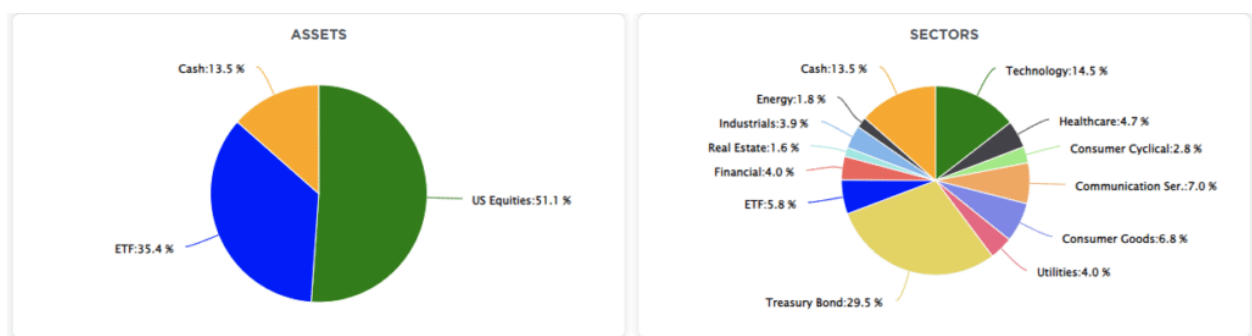 ASSETS
Cash:13.5 %
US Equities:51.1 %
ETF:35.4 %
SECTORS
Cash:13.5 %
Technology:14.5 %
Energy:1.8 %
Healthcare:4.7 %
Industrials:3.9 %
Consumer Cyclical:2.8 %
Real Estate:1.6 %
Financial:4.0 %
Communication Ser.:7.0 %
ETF:5.8 %
Consumer Goods:6.8 %
Utilities:4.0 %
Treasury Bond:29.5 %